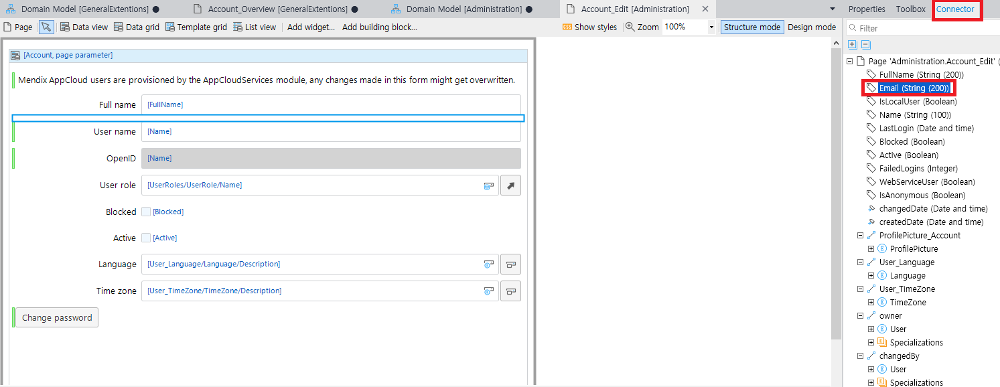 Domain Model [GeneralExtentions]
Account_Overview [GeneralExtentions]
Domain Model [Administration]
Account_Edit [Administration]
Properties
Toolbox
Connector
Page
Data view
Data grid
Template grid
List view
Add widget...
Add building block...
Show styles
Zoom
100%
Structure mode
Design mode
Filter
[Account, page parameter]
Mendix AppCloud users are provisioned by the AppCloudServices module, any changes made in this form might get overwritten.
Full name [FullName]
User name [Name]
OpenID [Name]
User role [UserRoles/UserRole/Name]
Blocked [Blocked]
Active [Active]
Language [User_Language/Language/Description]
Time zone [User_TimeZone/TimeZone/Description]
Change password
Page 'Administration.Account_Edit' (
FullName (String (200))
Email (String (200))
IsLocalUser (Boolean)
Name (String (100))
LastLogin (Date and time)
Blocked (Boolean)
Active (Boolean)
FailedLogins (Integer)
WebServiceUser (Boolean)
IsAnonymous (Boolean)
changedDate (Date and time)
createdDate (Date and time)
ProfilePicture_Account
ProfilePicture
User_Language
Language
User_TimeZone
TimeZone
owner
User
Specializations
changedBy
User
Specializations